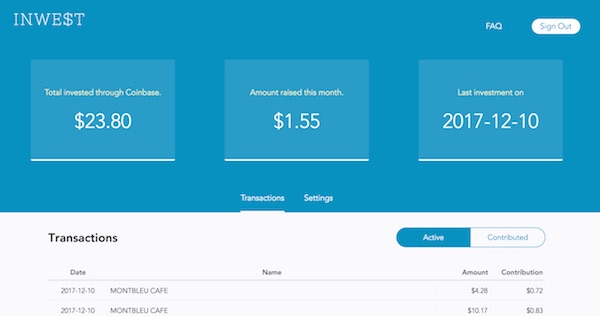 INWE$T
FAQ
Sign Out
Total invested through Coinbase.
$23.80
Amount raised this month.
$1.55
Last investment on
2017-12-10
Transactions Settings
Transactions
Active Contributed
Date Name Amount Contribution
2017-12-10 MONTBLEU CAFE $4.28 $0.72
2017-12-10 MONTBLEU CAFE $10.17 $0.83